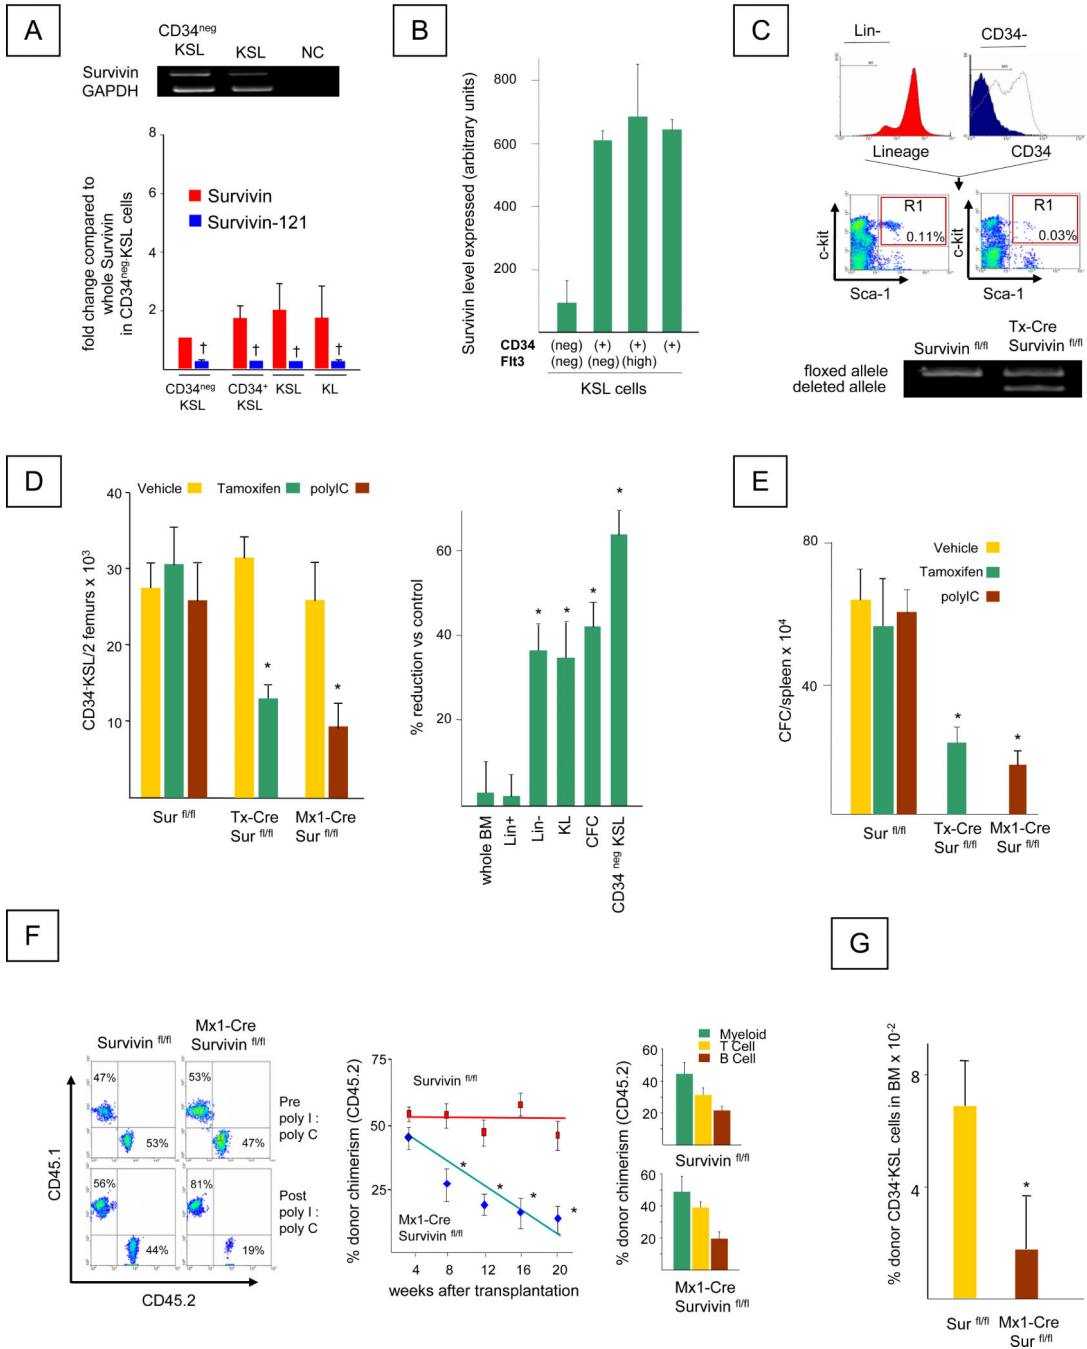 A
CD34neg
KSL KSL NC
Survivin
GAPDH
fold change compared to
whole Survivin
in CD34neg KSL cells
8
6
4
2
Survivin
Survivin-121
† † † †
CD34neg
KSL
CD34+
KSL
KSL
KL
B
Survivin level expressed (arbitrary units)
800
600
400
200
CD34 (neg) (+) (+) (+)
Flt3 (neg) (neg) (high)
KSL cells
C
Lin-
CD34-
Lineage
CD34
R1
0.11%
R1
0.03%
c-kit
c-kit
Sca-1
Sca-1
Survivin fl/fl
Tx-Cre
Survivin fl/fl
floxed allele
deleted allele
D
Vehicle Tamoxifen polyIC
CD34-KSL/2 femurs x 10³
40
30
20
10
* *
Sur fl/fl
Tx-Cre
Sur fl/fl
Mx1-Cre
Sur fl/fl
% reduction vs control
60
40
20
* * * *
whole BM
Lin+
Lin-
KL
CFC
CD34 neg KSL
E
Vehicle
Tamoxifen
polyIC
CFC/spleen x 10⁴
80
40
* *
Sur fl/fl
Tx-Cre
Sur fl/fl
Mx1-Cre
Sur fl/fl
F
Survivin fl/fl
Mx1-Cre
Survivin fl/fl
47%
53%
53%
47%
Pre
poly I :
poly C
56%
44%
81%
19%
Post
poly I :
poly C
CD45.1
CD45.2
% donor chimerism (CD45.2)
75
50
25
Survivin fl/fl
* * * *
Mx1-Cre
Survivin fl/fl
4 8 12 16 20
weeks after transplantation
Myeloid
T Cell
B Cell
% donor chimerism (CD45.2)
60
40
20
Survivin fl/fl
60
40
20
Mx1-Cre
Survivin fl/fl
G
% donor CD34-KSL cells in BM x 10-2
8
4
*
Sur fl/fl
Mx1-Cre
Sur fl/fl